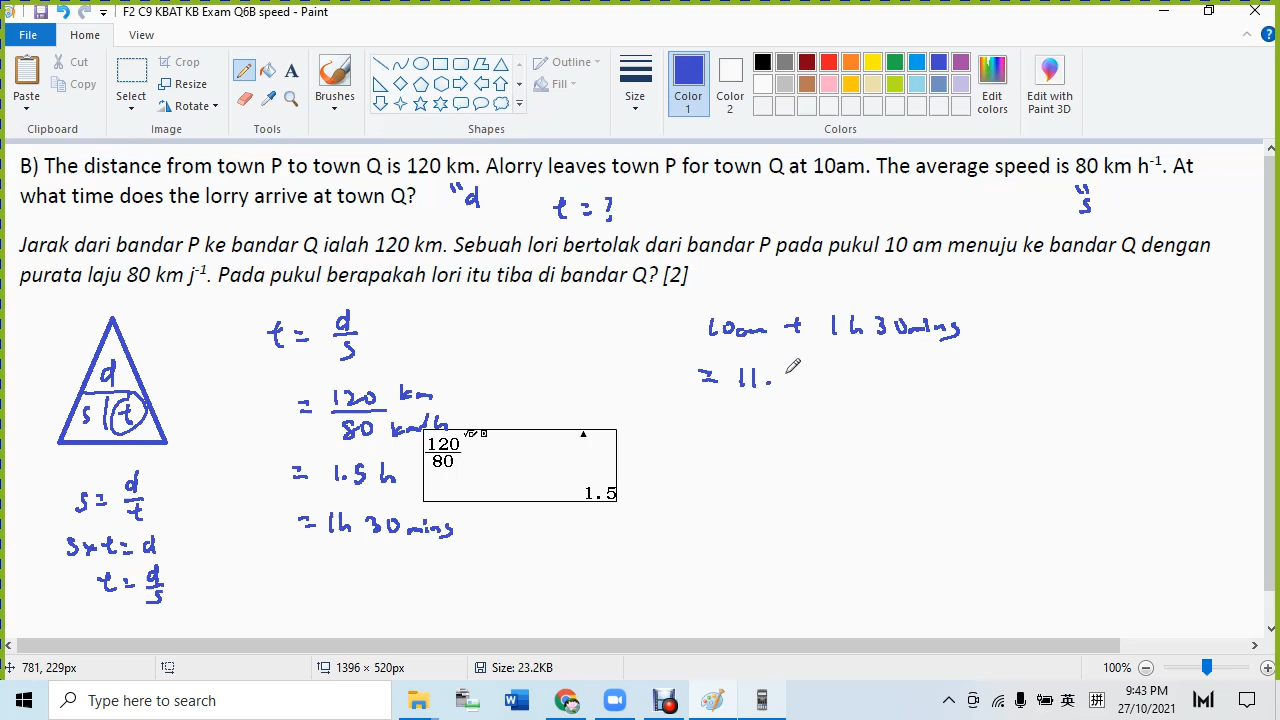 F2 C9 KBAT KB Exam Q6B speed - Paint
File Home View
Paste Cut Copy
Select Crop Resize Rotate
Brushes
Outline
Fill
Size
Color 1
Color 2
Edit colors
Edit with Paint 3D
Clipboard Image Tools Shapes Colors
B) The distance from town P to town Q is 120 km. Alorry leaves town P for town Q at 10am. The average speed is 80 km h⁻¹. At
what time does the lorry arrive at town Q?
" d t = ? " s
Jarak dari bandar P ke bandar Q ialah 120 km. Sebuah lori bertolak dari bandar P pada pukul 10 am menuju ke bandar Q dengan
purata laju 80 km j⁻¹. Pada pukul berapakah lori itu tiba di bandar Q? [2]
d
s t
s = d/t
s x t = d
t = d/s
t = d/s
= 120 km / 80 km/h
= 1.5 h
= 1h 30 mins
120
80
1.5
10am + 1h 30mins
= 11.
781, 229px
1396 × 520px
Size: 23.2KB
100%
Type here to search
英
拼
9:43 PM
27/10/2021